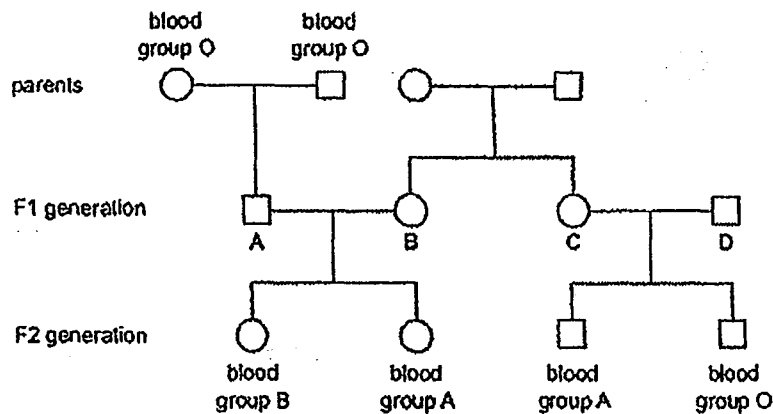 blood
group O
blood
group O
parents
F1 generation
A
B
C
D
F2 generation
blood
group B
blood
group A
blood
group A
blood
group O